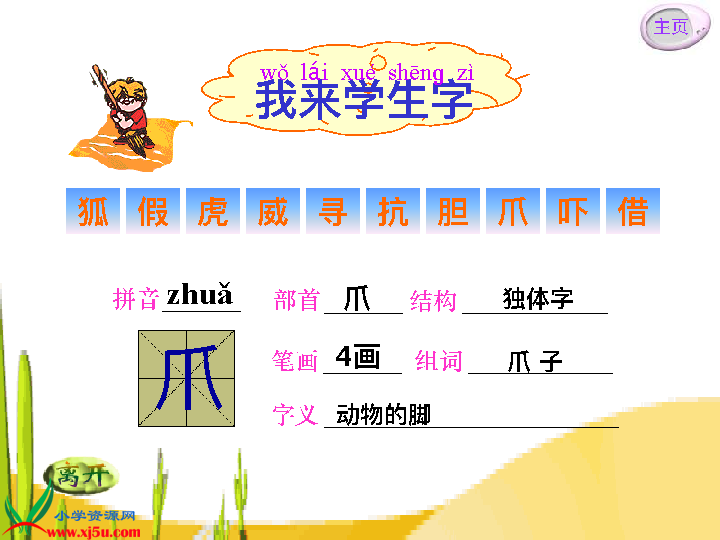 主页
wǒ lái xué shēng zì
我来学生字
狐 假 虎 威 寻 抗 胆 爪 吓 借
拼音 zhuǎ 部首 爪 结构 独体字
爪
笔画 4画 组词 爪子
字义 动物的脚
离开
小学资源网
www.xj5u.com